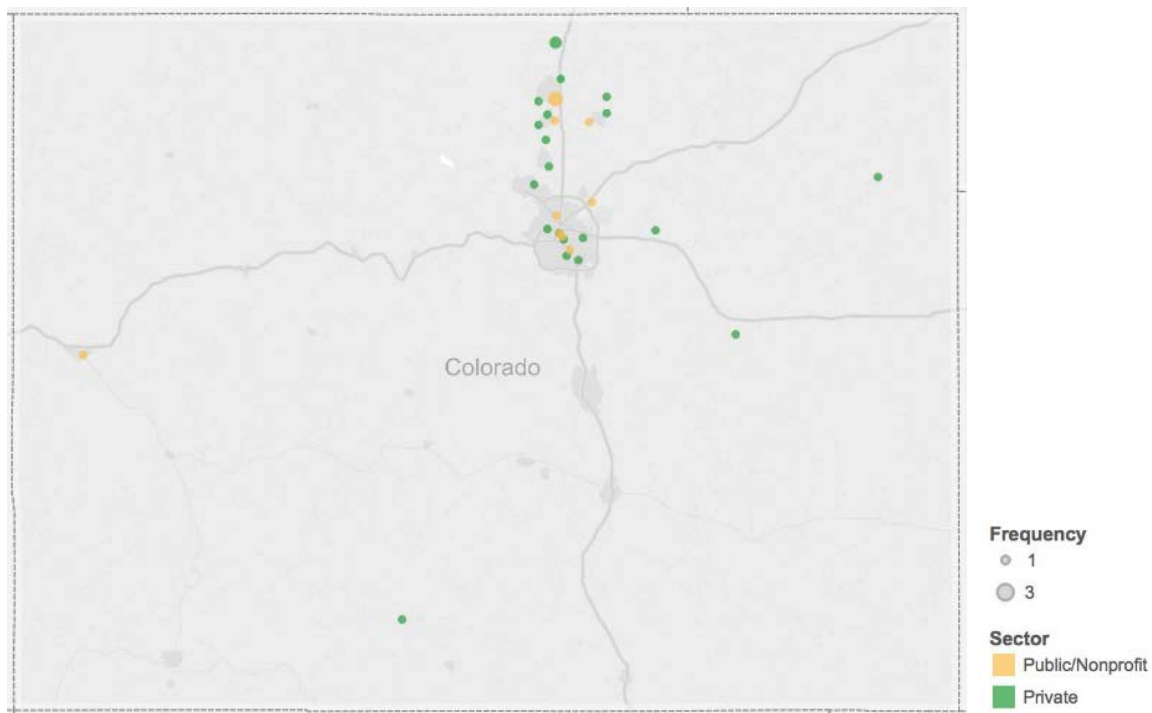 Colorado
Frequency
1
3
Sector
Public/Nonprofit
Private